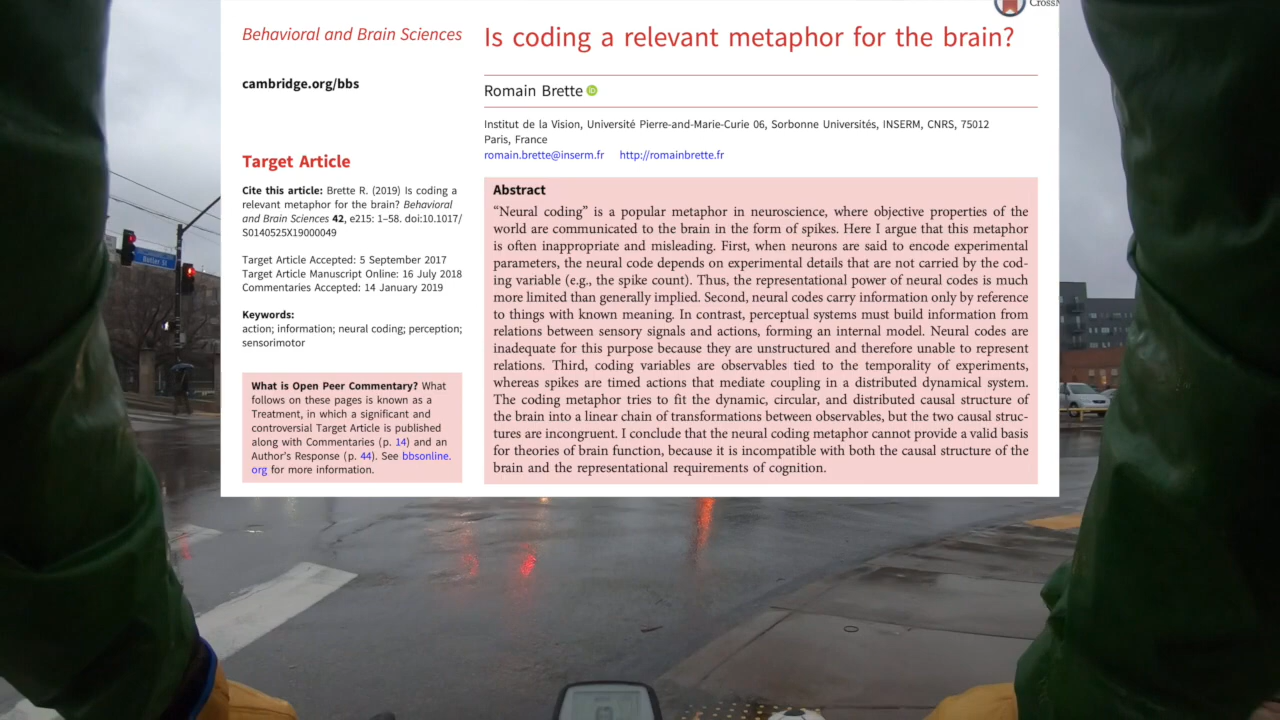 CrossM
Behavioral and Brain Sciences
cambridge.org/bbs
Target Article
Cite this article: Brette R. (2019) Is coding a
relevant metaphor for the brain? Behavioral
and Brain Sciences 42, e215: 1–58. doi:10.1017/
S0140525X19000049
Target Article Accepted: 5 September 2017
Target Article Manuscript Online: 16 July 2018
Commentaries Accepted: 14 January 2019
Keywords:
action; information; neural coding; perception;
sensorimotor
What is Open Peer Commentary? What
follows on these pages is known as a
Treatment, in which a significant and
controversial Target Article is published
along with Commentaries (p. 14) and an
Author's Response (p. 44). See bbsonline.
org for more information.
Is coding a relevant metaphor for the brain?
Romain Brette
Institut de la Vision, Université Pierre-and-Marie-Curie 06, Sorbonne Universités, INSERM, CNRS, 75012
Paris, France
romain.brette@inserm.fr http://romainbrette.fr
Abstract
“Neural coding” is a popular metaphor in neuroscience, where objective properties of the
world are communicated to the brain in the form of spikes. Here I argue that this metaphor
is often inappropriate and misleading. First, when neurons are said to encode experimental
parameters, the neural code depends on experimental details that are not carried by the cod-
ing variable (e.g., the spike count). Thus, the representational power of neural codes is much
more limited than generally implied. Second, neural codes carry information only by reference
to things with known meaning. In contrast, perceptual systems must build information from
relations between sensory signals and actions, forming an internal model. Neural codes are
inadequate for this purpose because they are unstructured and therefore unable to represent
relations. Third, coding variables are observables tied to the temporality of experiments,
whereas spikes are timed actions that mediate coupling in a distributed dynamical system.
The coding metaphor tries to fit the dynamic, circular, and distributed causal structure of
the brain into a linear chain of transformations between observables, but the two causal struc-
tures are incongruent. I conclude that the neural coding metaphor cannot provide a valid basis
for theories of brain function, because it is incompatible with both the causal structure of the
brain and the representational requirements of cognition.
Butler St